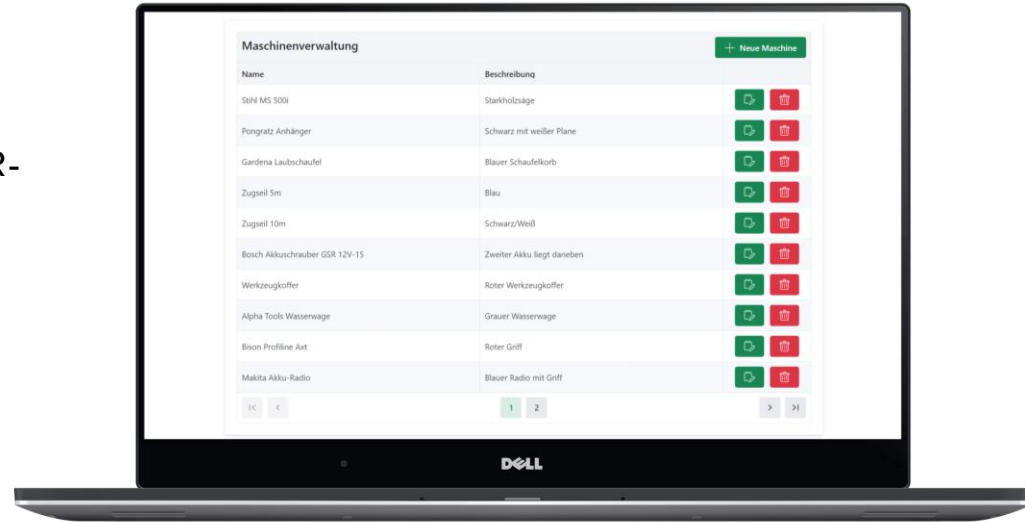 R-
Maschinenverwaltung
Neue Maschine
Name Beschreibung
Stihl MS 500i Starkholzsäge
Pongratz Anhänger Schwarz mit weißer Plane
Gardena Laubschaufel Blauer Schaufelkorb
Zugseil 5m Blau
Zugseil 10m Schwarz/Weiß
Bosch Akkuschrauber GSR 12V-15 Zweiter Akku liegt daneben
Werkzeugkoffer Roter Werkzeugkoffer
Alpha Tools Wasserwage Grauer Wasserwage
Bison Profiline Axt Roter Griff
Makita Akku-Radio Blauer Radio mit Griff
1 2
DELL